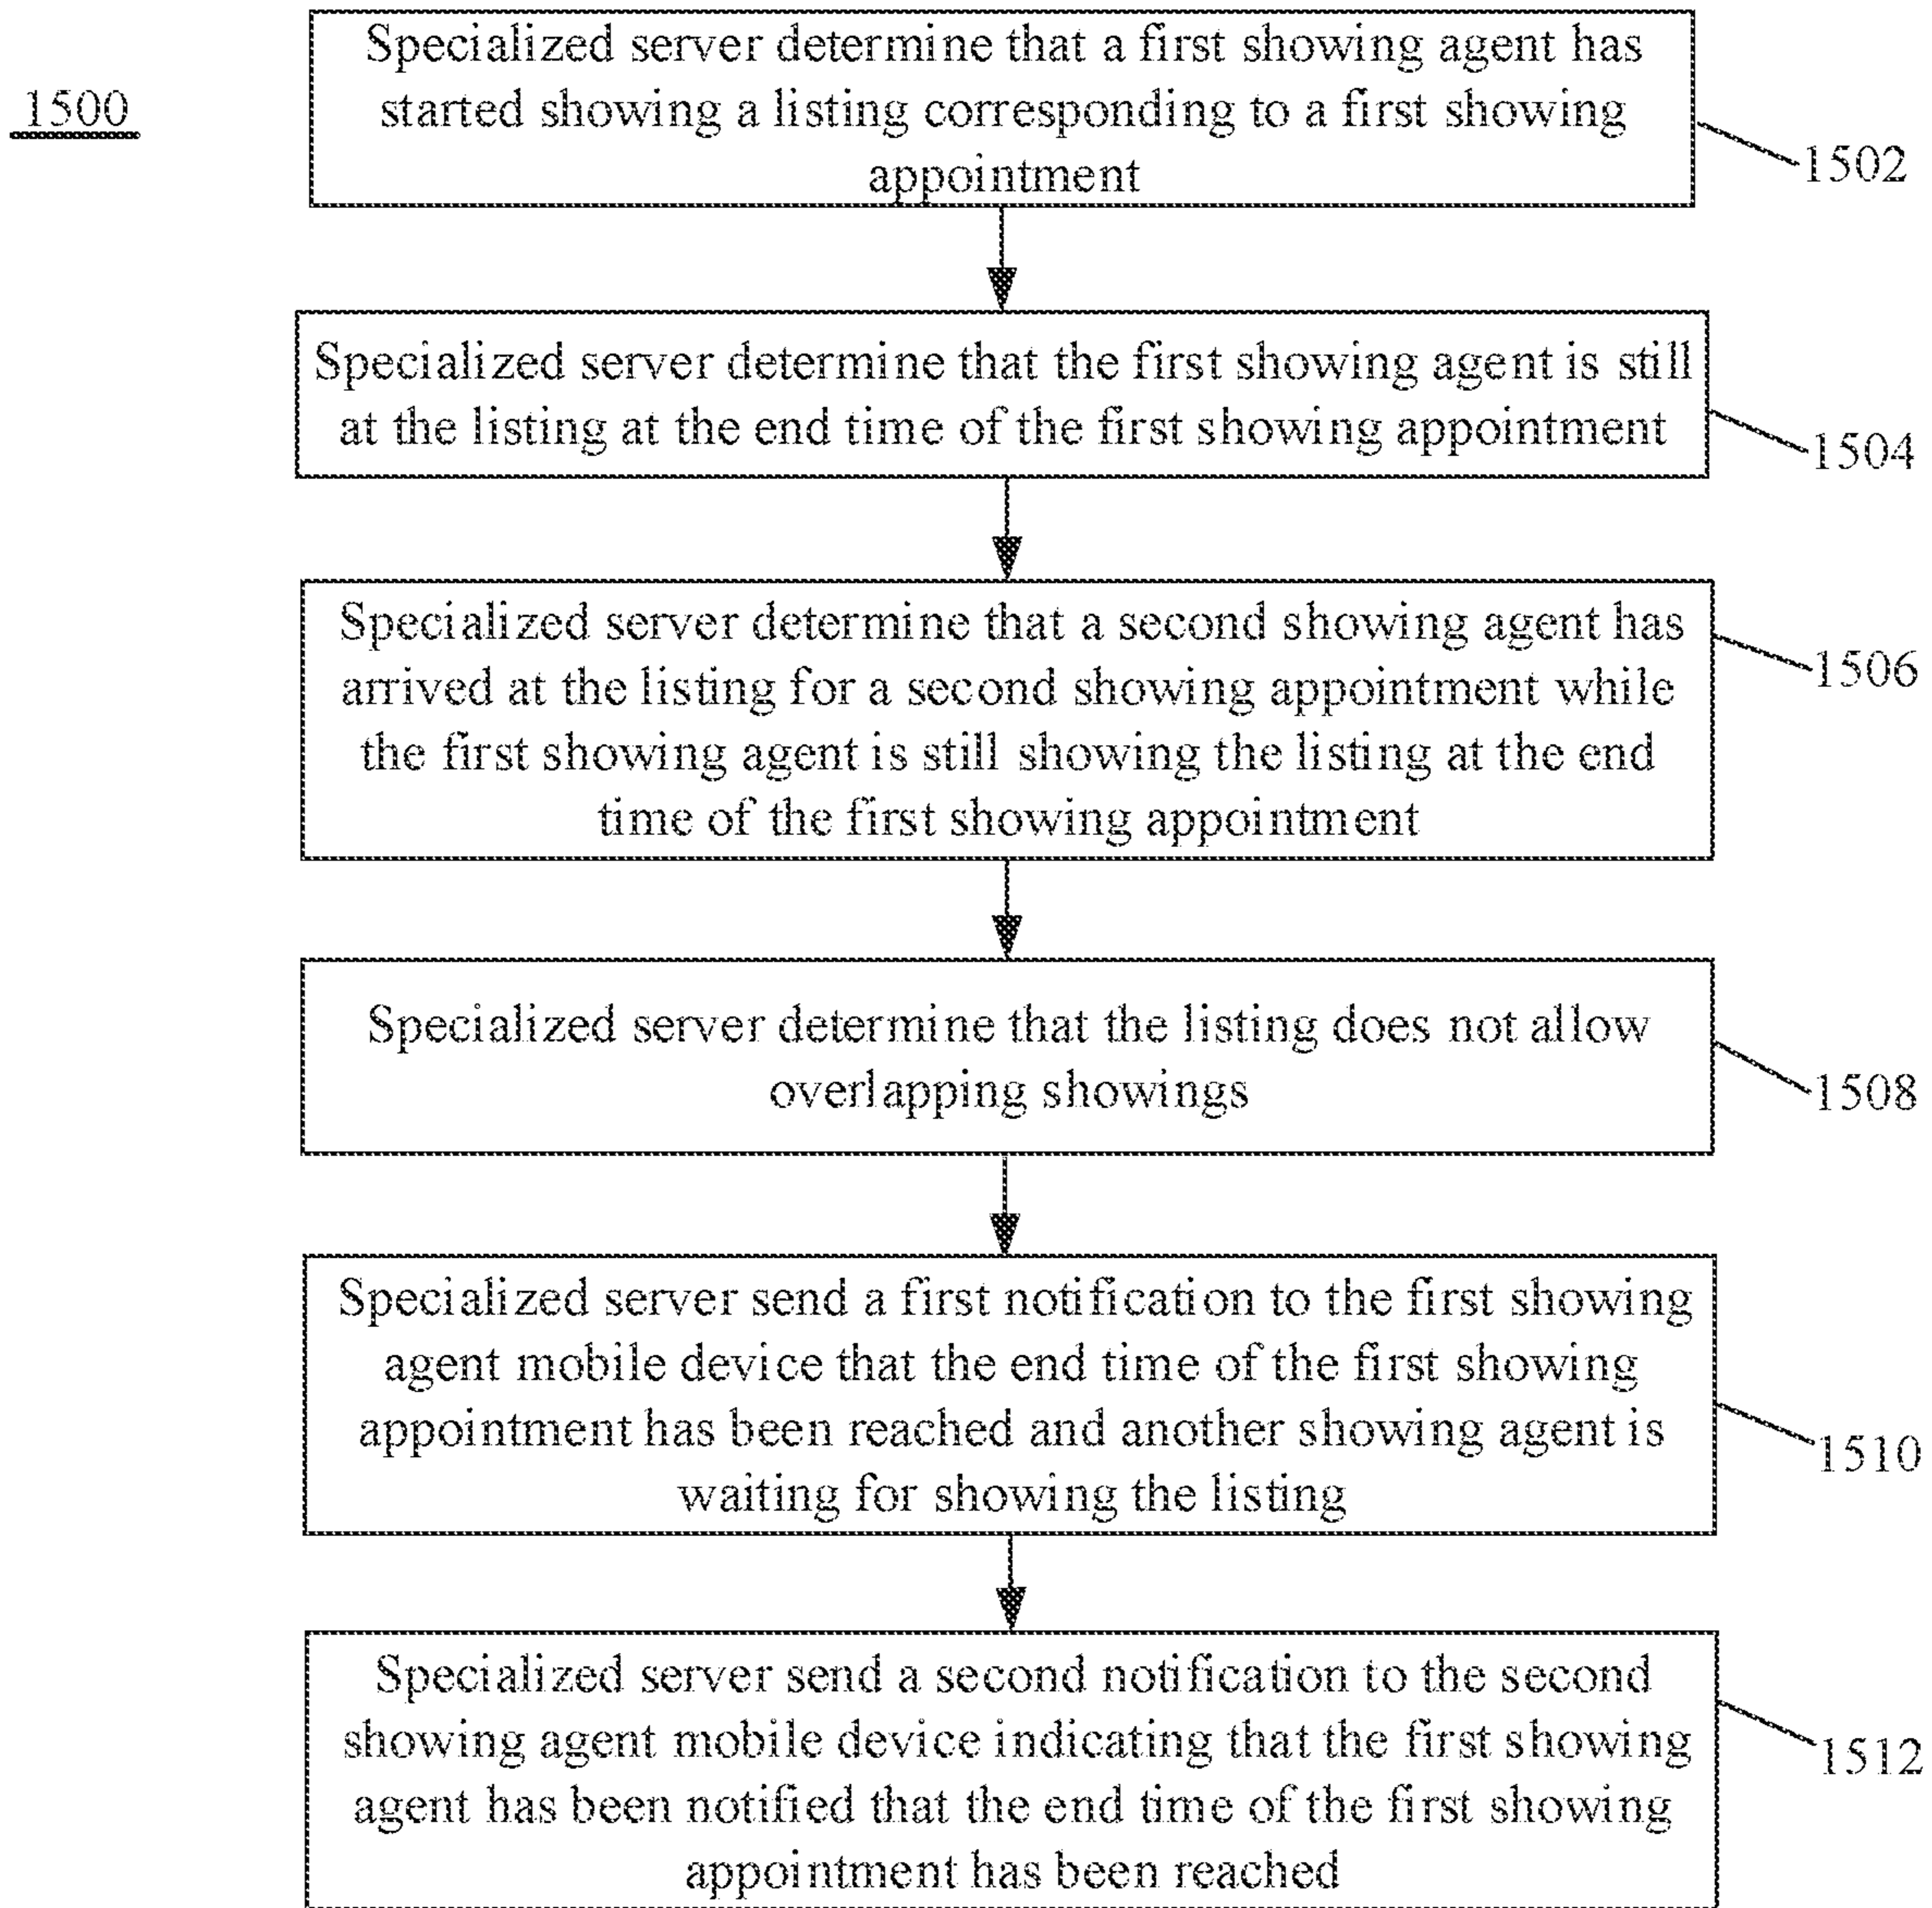 1500
Specialized server determine that a first showing agent has
started showing a listing corresponding to a first showing
appointment
1502
Specialized server determine that the first showing agent is still
at the listing at the end time of the first showing appointment
1504
Specialized server determine that a second showing agent has
arrived at the listing for a second showing appointment while
the first showing agent is still showing the listing at the end
time of the first showing appointment
1506
Specialized server determine that the listing does not allow
overlapping showings
1508
Specialized server send a first notification to the first showing
agent mobile device that the end time of the first showing
appointment has been reached and another showing agent is
waiting for showing the listing
1510
Specialized server send a second notification to the second
showing agent mobile device indicating that the first showing
agent has been notified that the end time of the first showing
appointment has been reached
1512